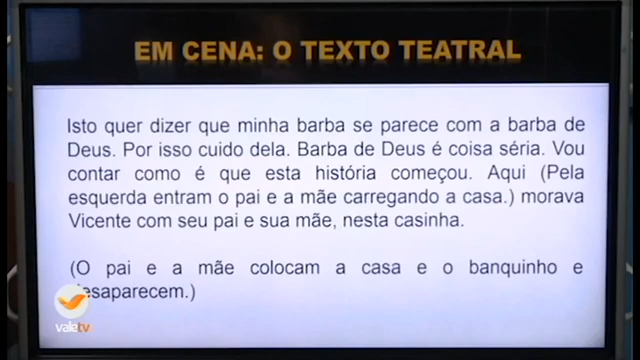 EM CENA: O TEXTO TEATRAL
Isto quer dizer que minha barba se parece com a barba de
Deus. Por isso cuido dela. Barba de Deus é coisa séria. Vou
contar como é que esta história começou. Aqui (Pela
esquerda entram o pai e a mãe carregando a casa.) morava
Vicente com seu pai e sua mãe, nesta casinha.
(O pai e a mãe colocam a casa e o banquinho e
desaparecem.)
valetv